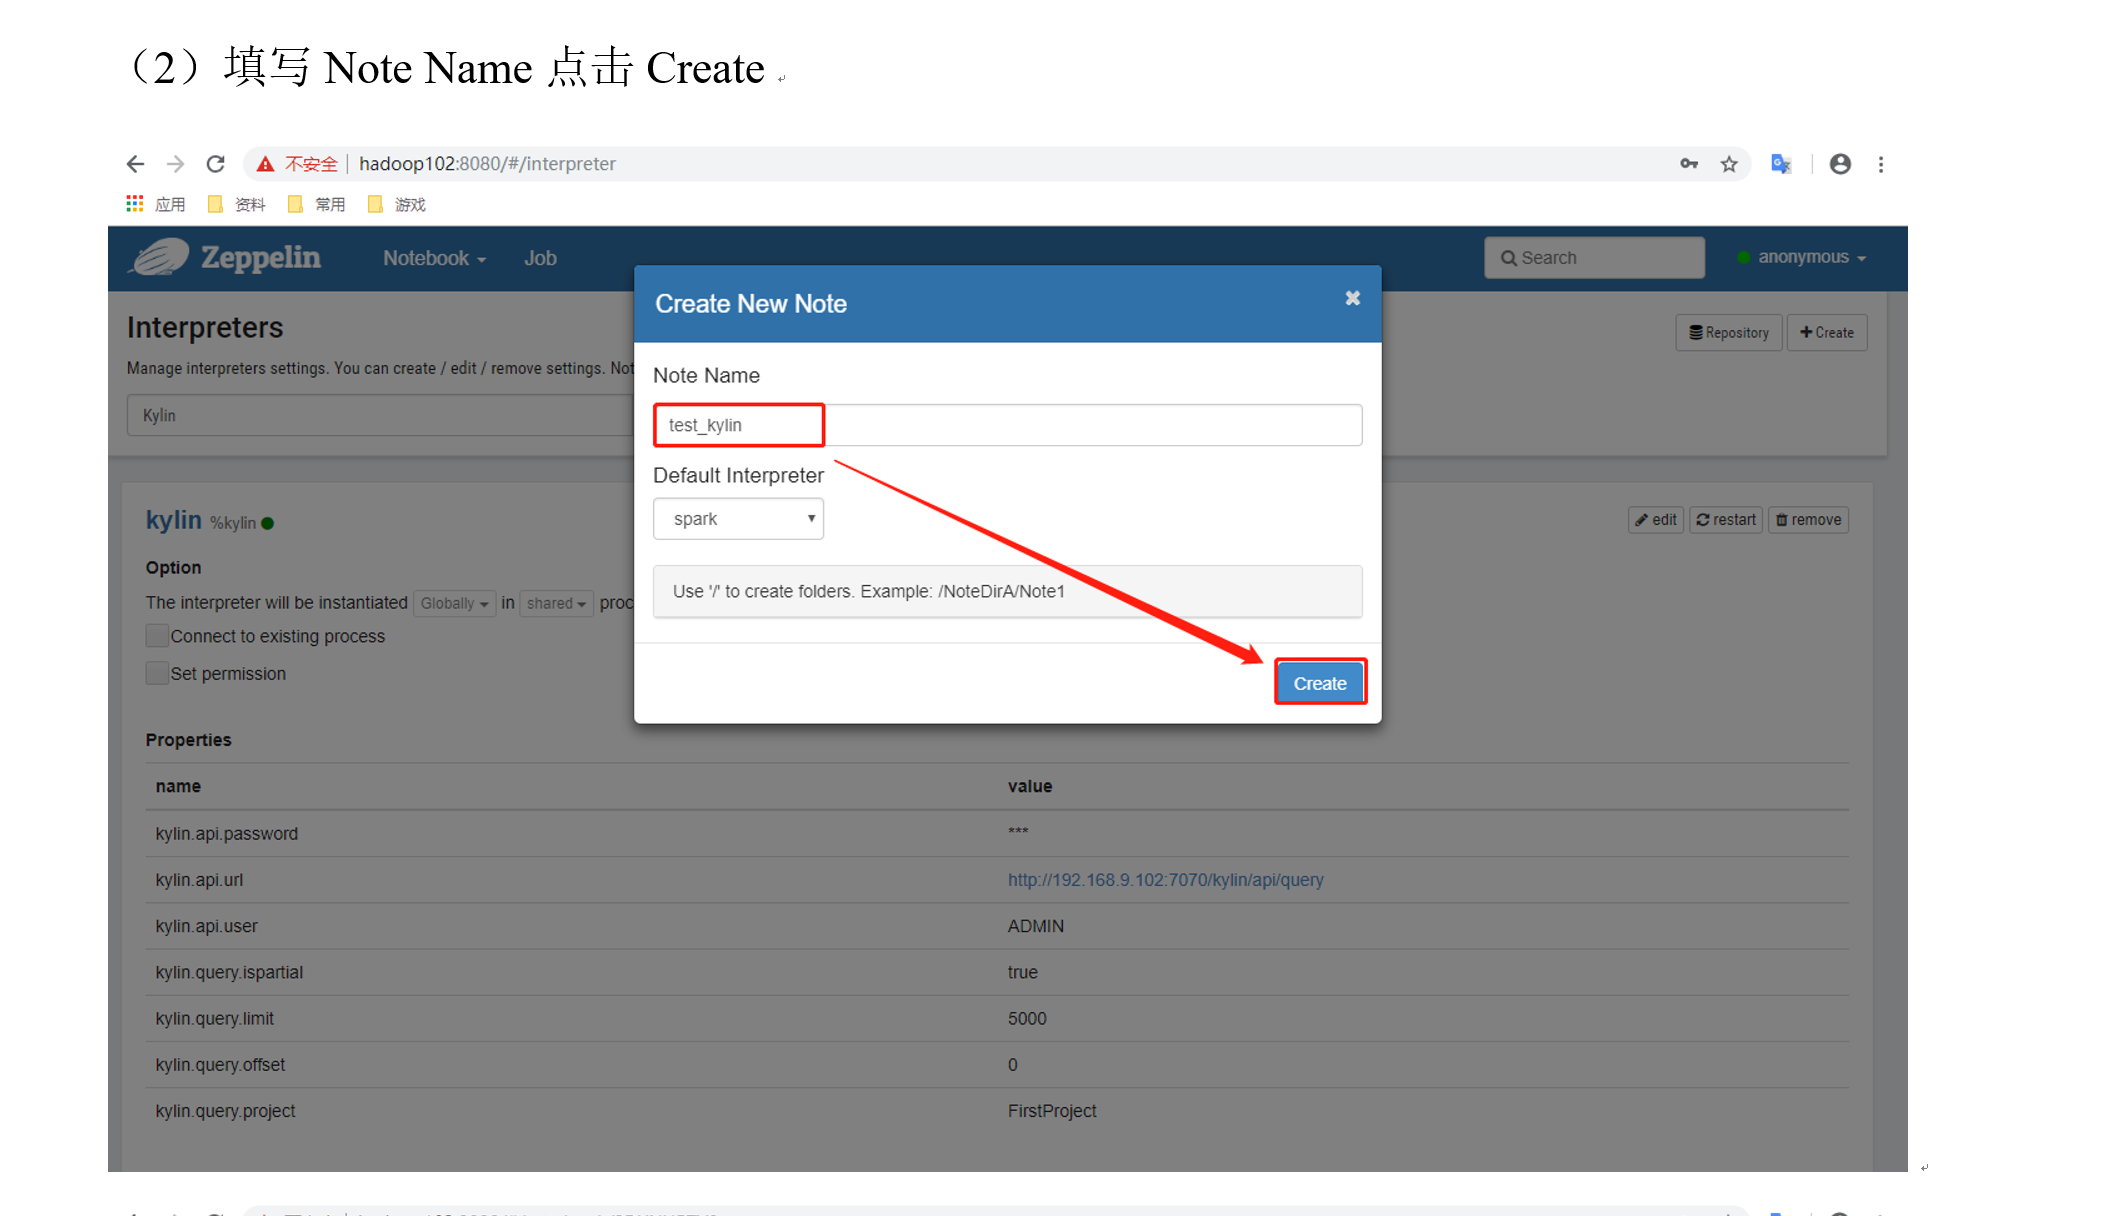 （2）填写 Note Name 点击 Create
不安全 hadoop102:8080/#/interpreter
应用 资料 常用 游戏
Zeppelin Notebook Job Search anonymous
Create New Note
Interpreters Repository Create
Manage interpreters settings. You can create / edit / remove settings. Not
Note Name
Kylin
test_kylin
Default Interpreter
spark
kylin %kylin edit restart remove
Option
Use '/' to create folders. Example: /NoteDirA/Note1
The interpreter will be instantiated Globally in shared proc
Connect to existing process
Set permission
Create
Properties
name value
kylin.api.password ***
kylin.api.url http://192.168.9.102:7070/kylin/api/query
kylin.api.user ADMIN
kylin.query.ispartial true
kylin.query.limit 5000
kylin.query.offset 0
kylin.query.project FirstProject